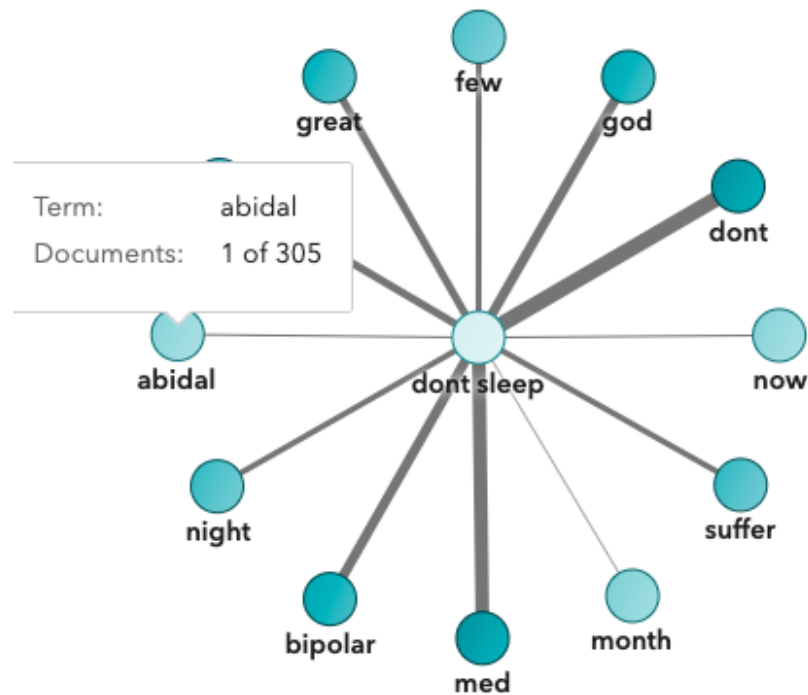 few
great
god
Term: abidal
Documents: 1 of 305
dont
abidal
dont sleep
now
night
suffer
bipolar
month
med